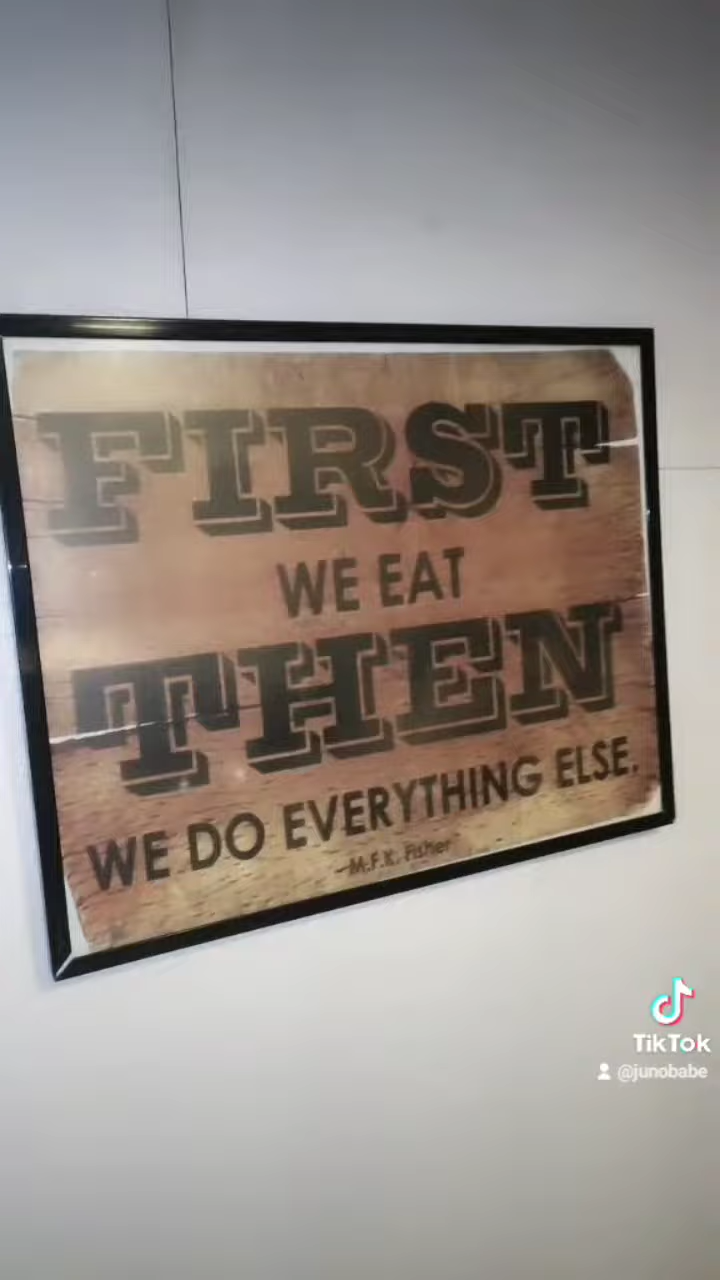 FIRST
WE EAT
THEN
WE DO EVERYTHING ELSE.
—M.F.K. Fisher
TikTok
@junobabe